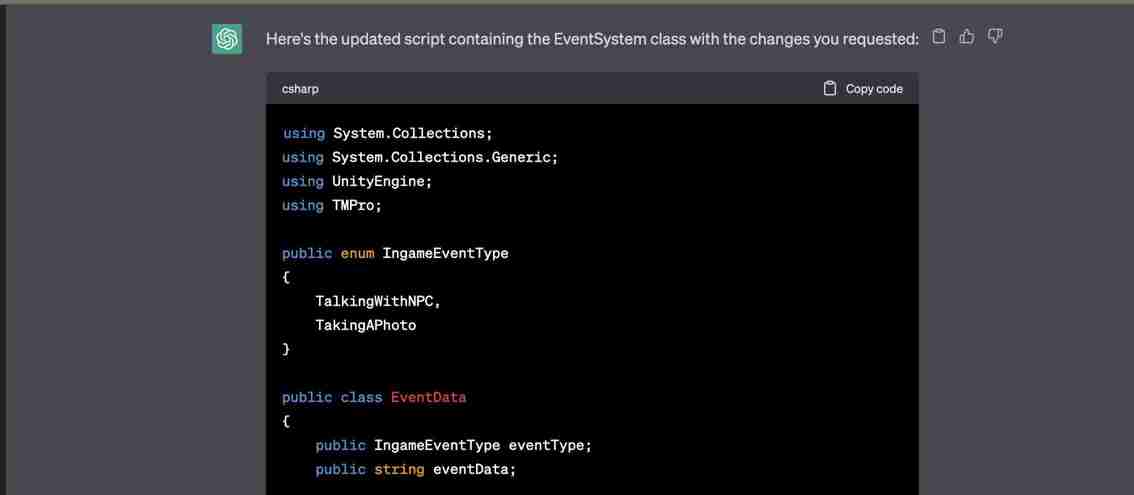 Here's the updated script containing the EventSystem class with the changes you requested:
csharp
Copy code
using System.Collections;
using System.Collections.Generic;
using UnityEngine;
using TMPro;
public enum IngameEventType
{
    TalkingWithNPC,
    TakingAPhoto
}
public class EventData
{
    public IngameEventType eventType;
    public string eventData;